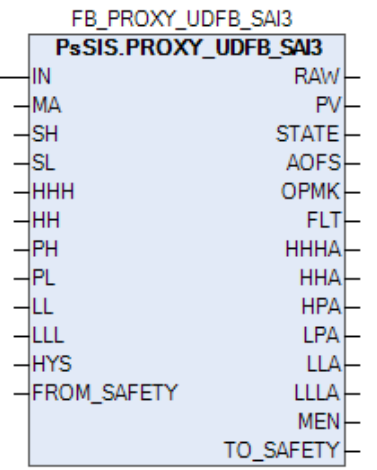 FB_PROXY_UDFB_SAI3
PsSIS.PROXY_UDFB_SAI3
IN RAW
MA PV
SH STATE
SL AOFS
HHH OPMK
HH FLT
PH HHHA
PL HHA
LL HPA
LLL LPA
HYS LLA
FROM_SAFETY LLLA
MEN
TO_SAFETY